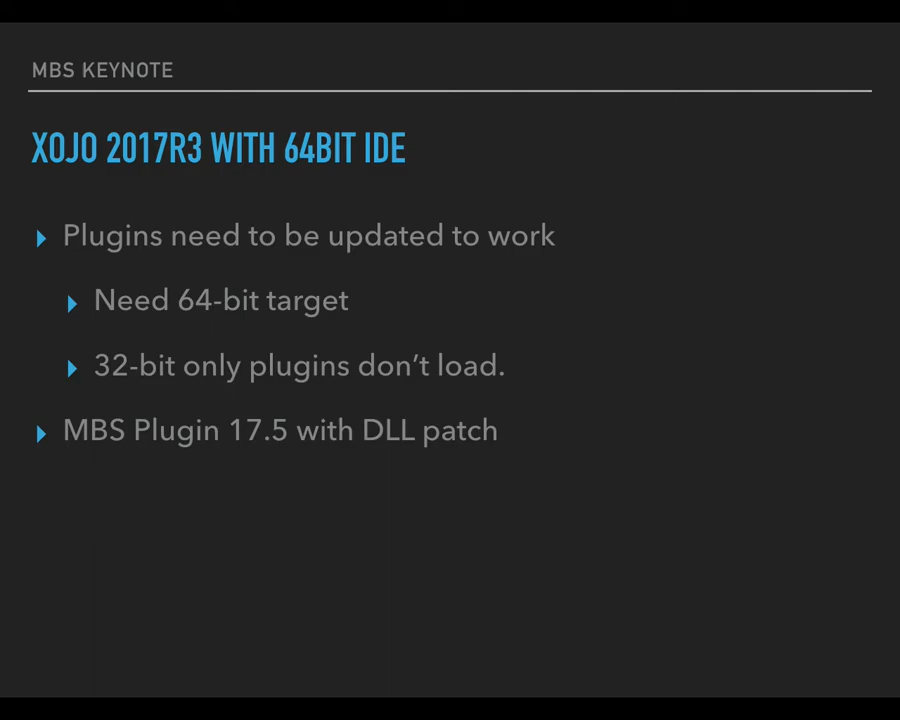 MBS KEYNOTE
XOJO 2017R3 WITH 64BIT IDE
Plugins need to be updated to work
Need 64-bit target
32-bit only plugins don’t load.
MBS Plugin 17.5 with DLL patch